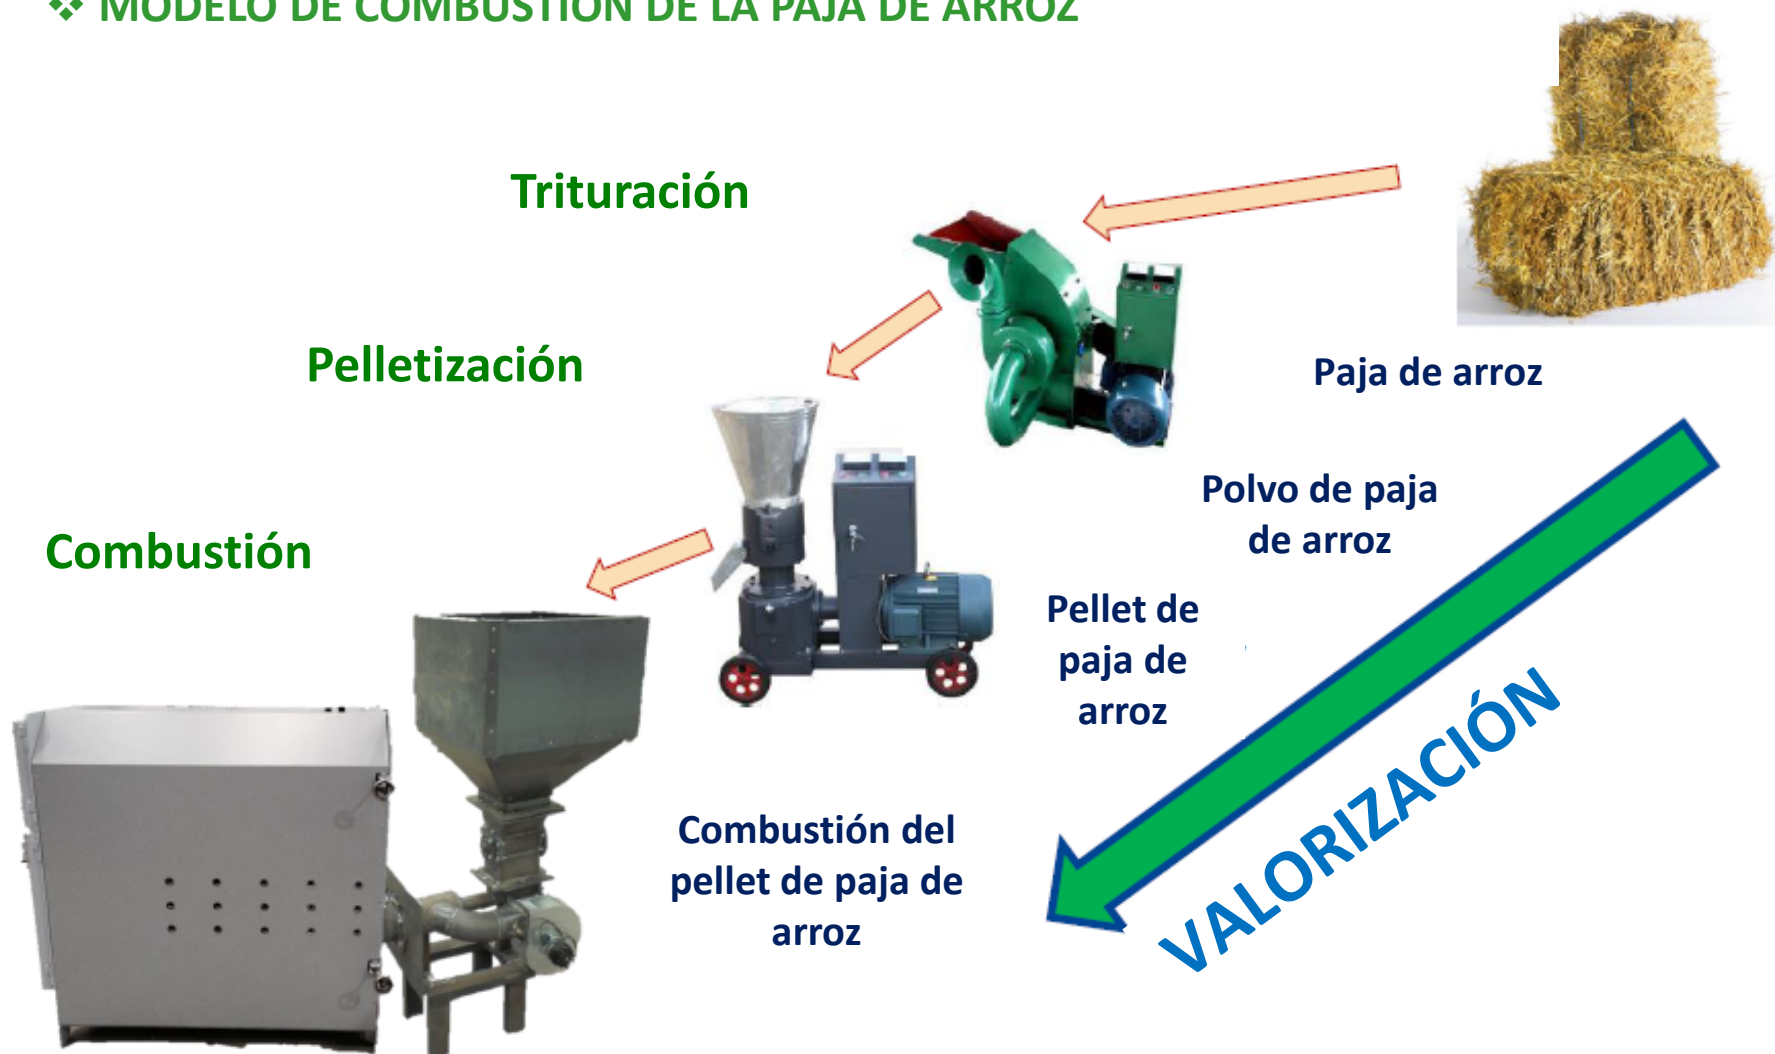 ❖ MODELO DE COMBUSTIÓN DE LA PAJA DE ARROZ
Trituración
Pelletización
Paja de arroz
Polvo de paja
de arroz
Combustión
Pellet de
paja de
arroz
Combustión del
pellet de paja de
arroz
VALORIZACIÓN